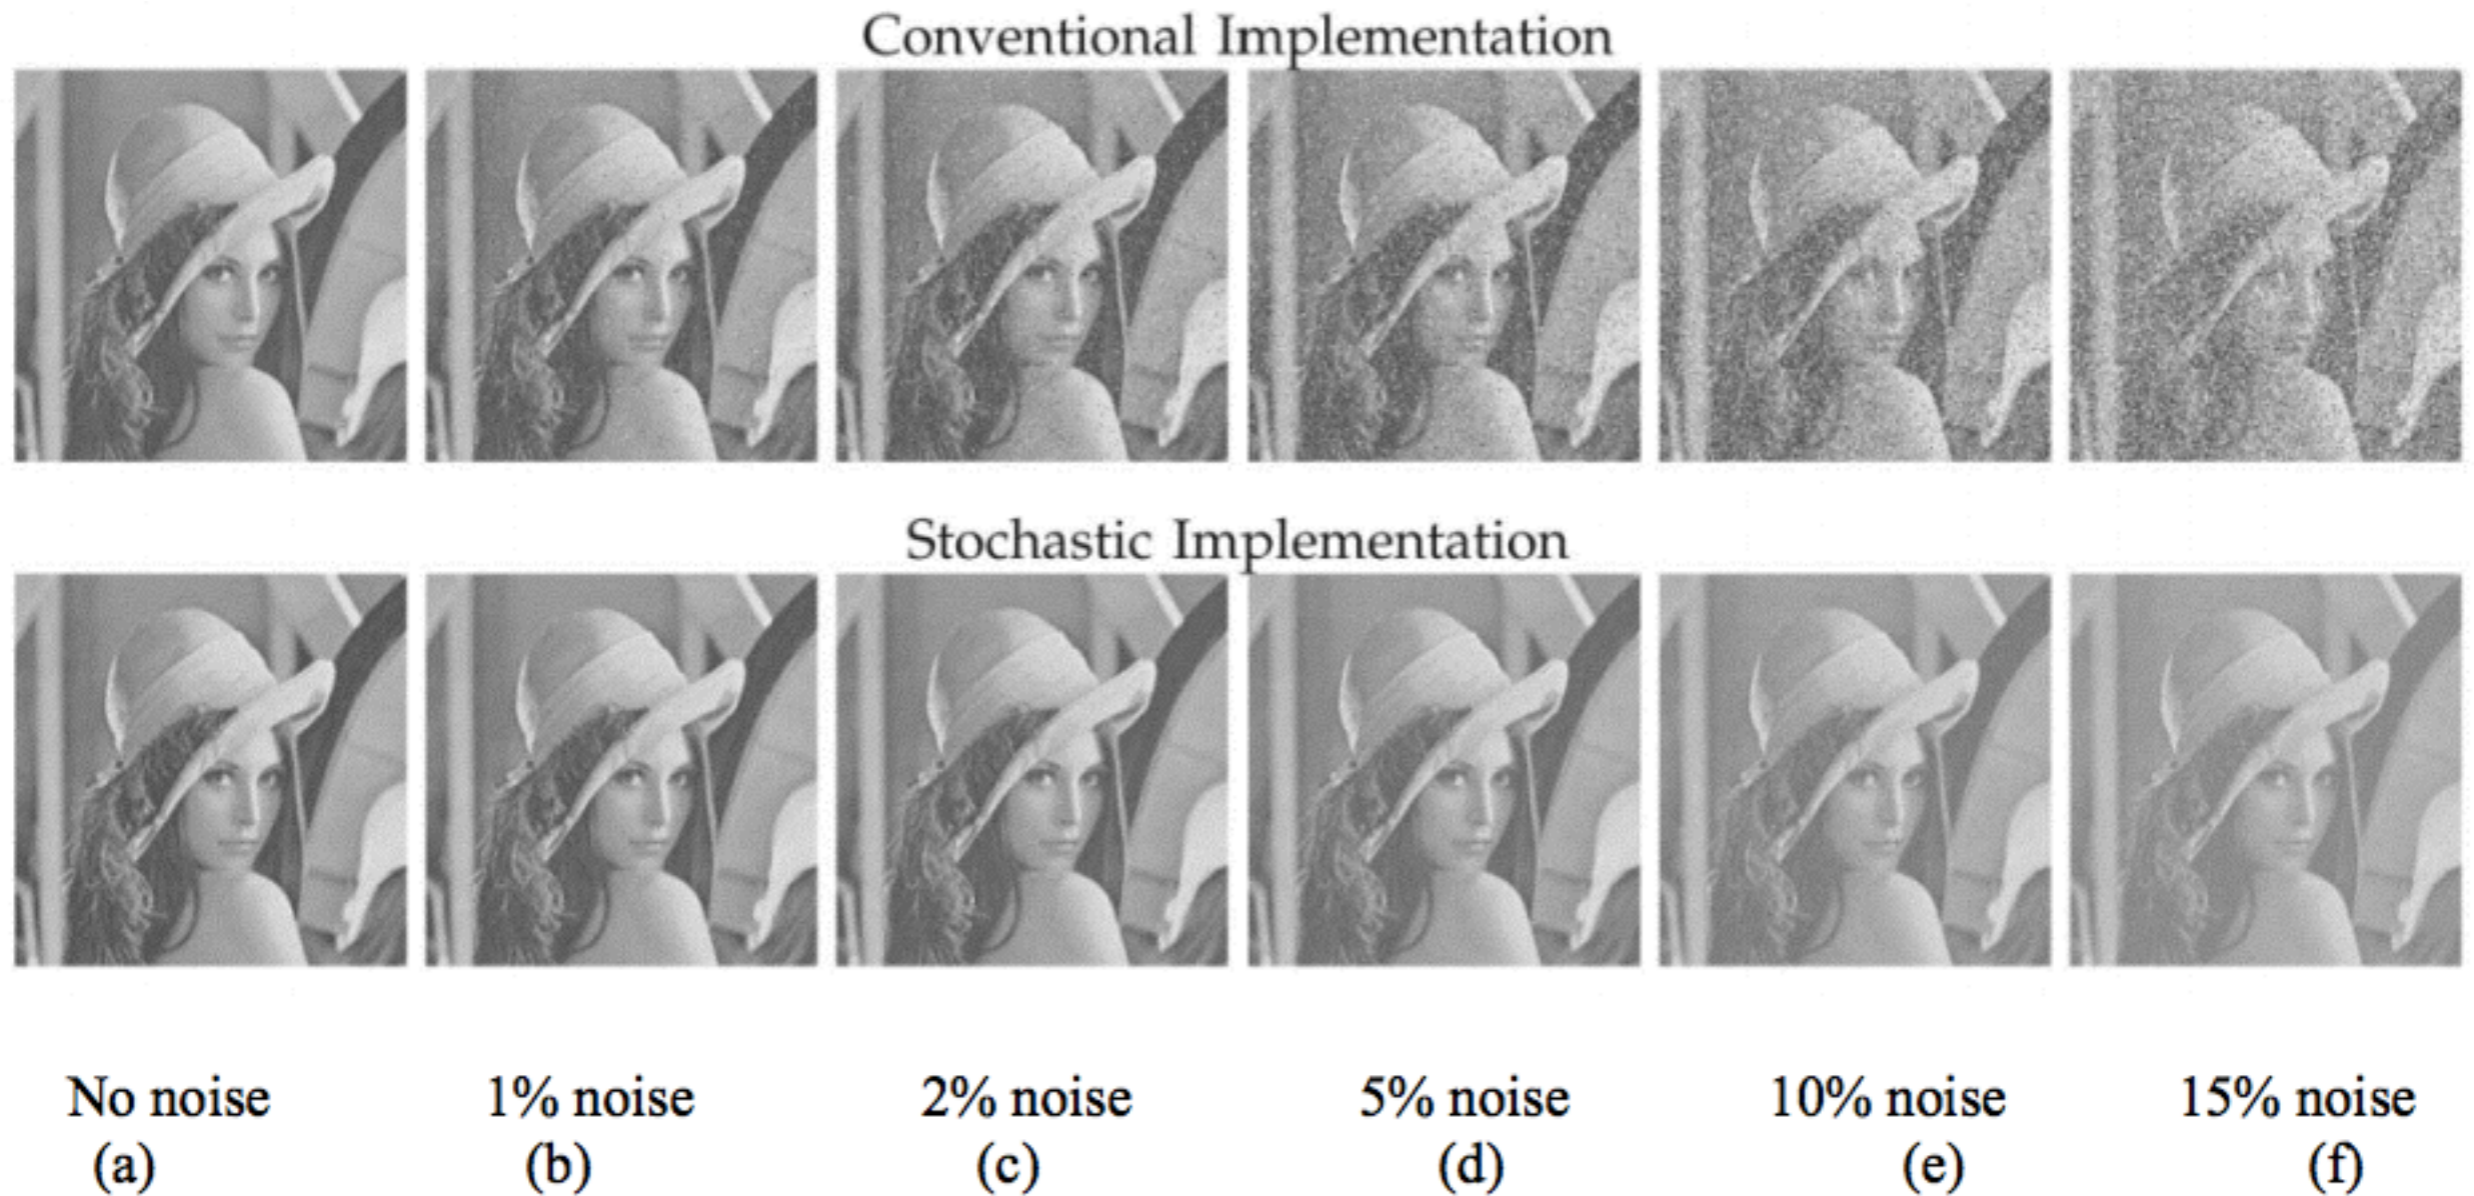 Conventional Implementation
Stochastic Implementation
No noise 1% noise 2% noise 5% noise 10% noise 15% noise
(a) (b) (c) (d) (e) (f)